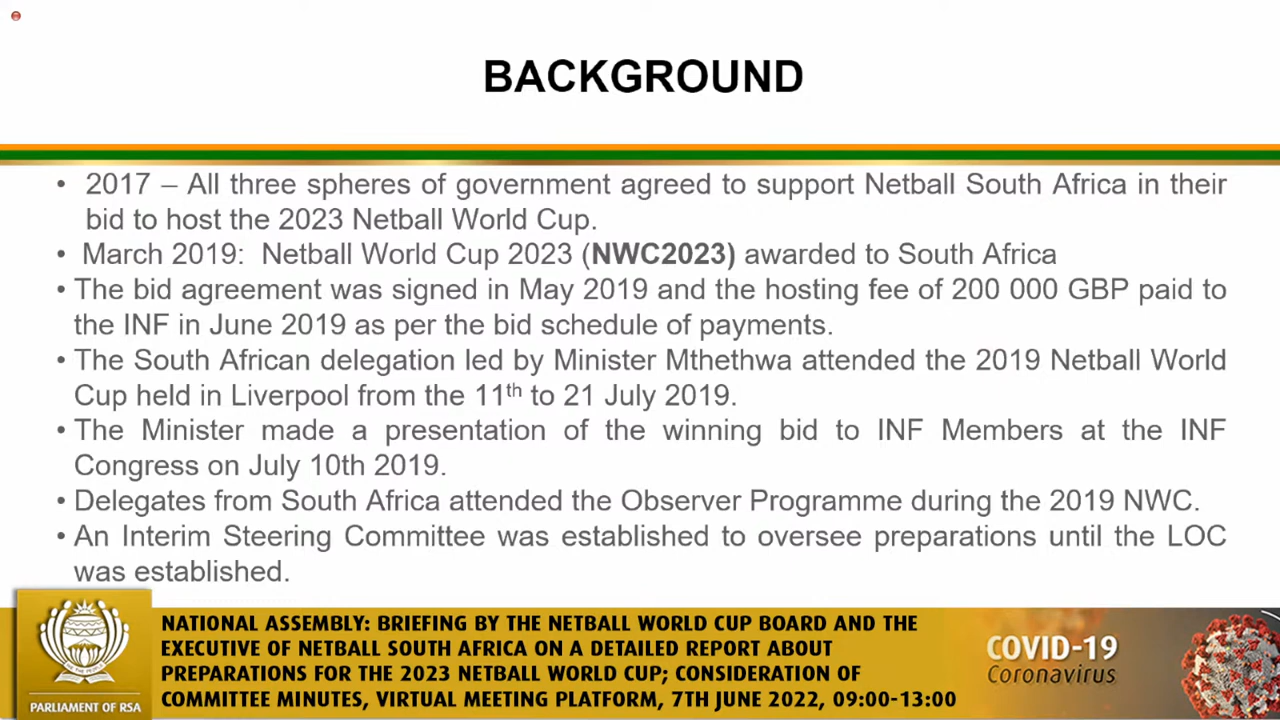 BACKGROUND
• 2017 – All three spheres of government agreed to support Netball South Africa in their
bid to host the 2023 Netball World Cup.
• March 2019: Netball World Cup 2023 (NWC2023) awarded to South Africa
• The bid agreement was signed in May 2019 and the hosting fee of 200 000 GBP paid to
the INF in June 2019 as per the bid schedule of payments.
• The South African delegation led by Minister Mthethwa attended the 2019 Netball World
Cup held in Liverpool from the 11th to 21 July 2019.
• The Minister made a presentation of the winning bid to INF Members at the INF
Congress on July 10th 2019.
• Delegates from South Africa attended the Observer Programme during the 2019 NWC.
• An Interim Steering Committee was established to oversee preparations until the LOC
was established.
NATIONAL ASSEMBLY: BRIEFING BY THE NETBALL WORLD CUP BOARD AND THE
EXECUTIVE OF NETBALL SOUTH AFRICA ON A DETAILED REPORT ABOUT
PREPARATIONS FOR THE 2023 NETBALL WORLD CUP; CONSIDERATION OF
COMMITTEE MINUTES, VIRTUAL MEETING PLATFORM, 7TH JUNE 2022, 09:00-13:00
PARLIAMENT OF RSA
COVID-19
Coronavirus